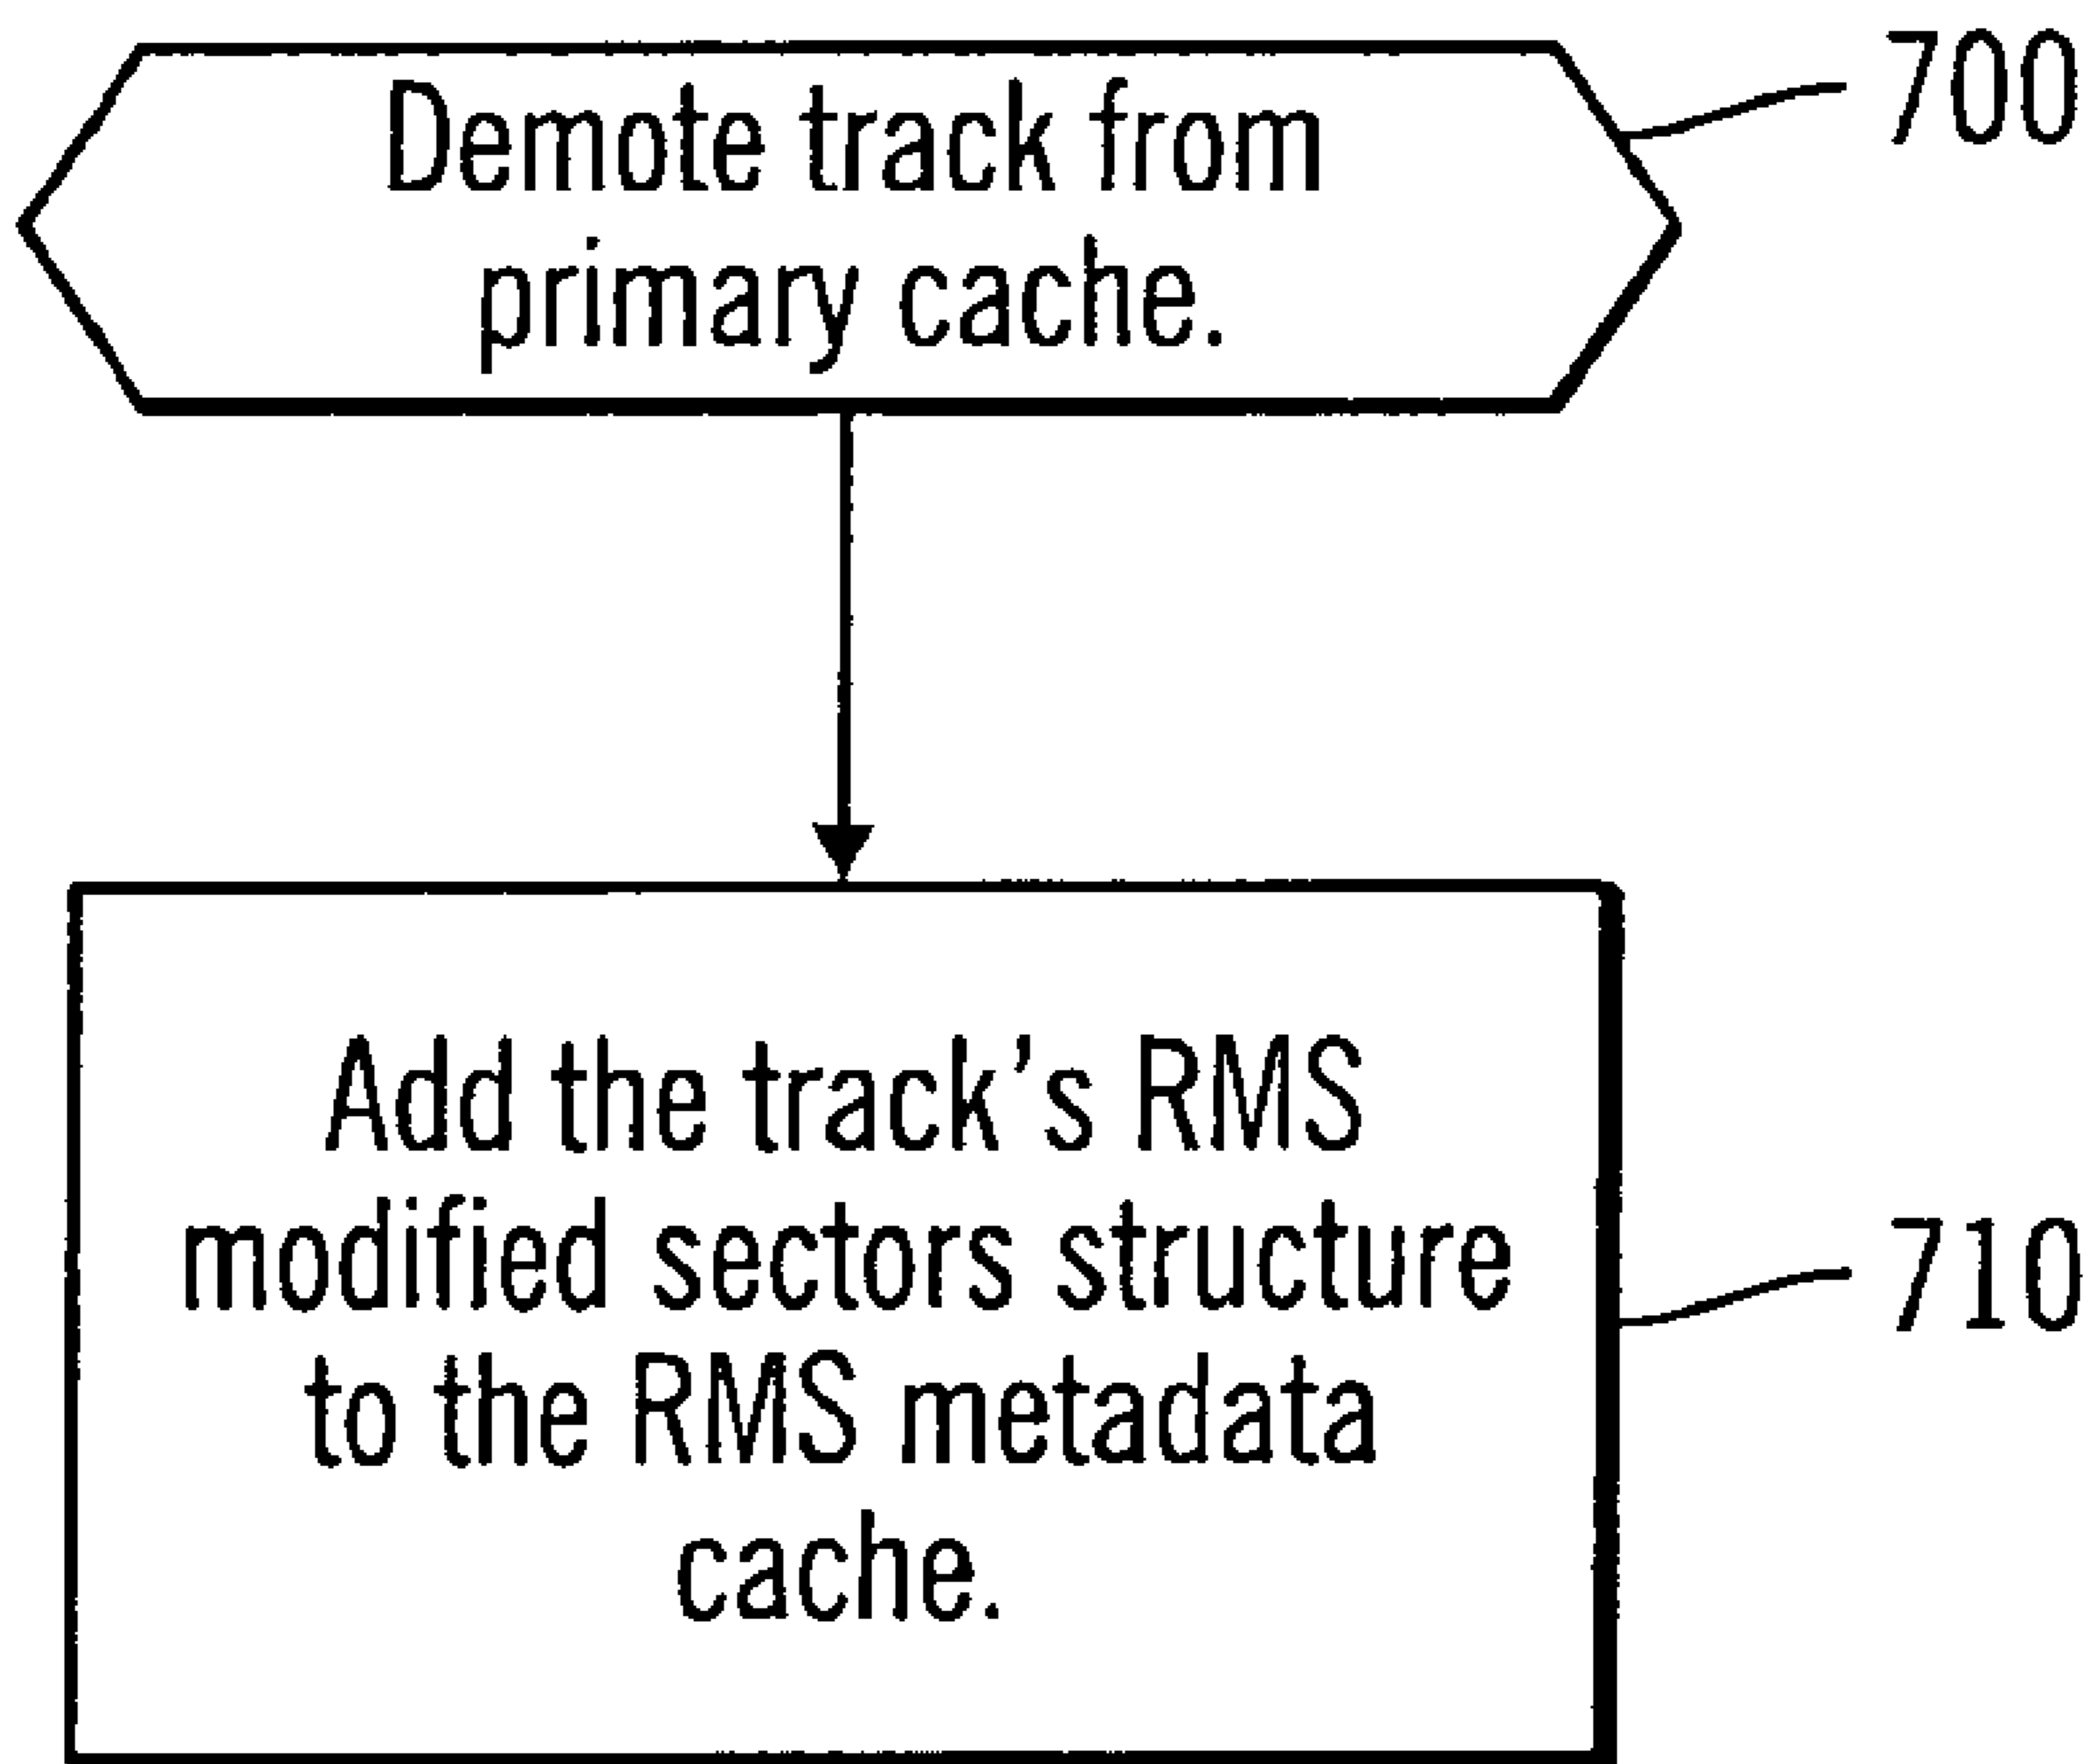 Demote track from
primary cache.
700
Add the track's RMS
modified sectors structure
to the RMS metadata
cache.
710